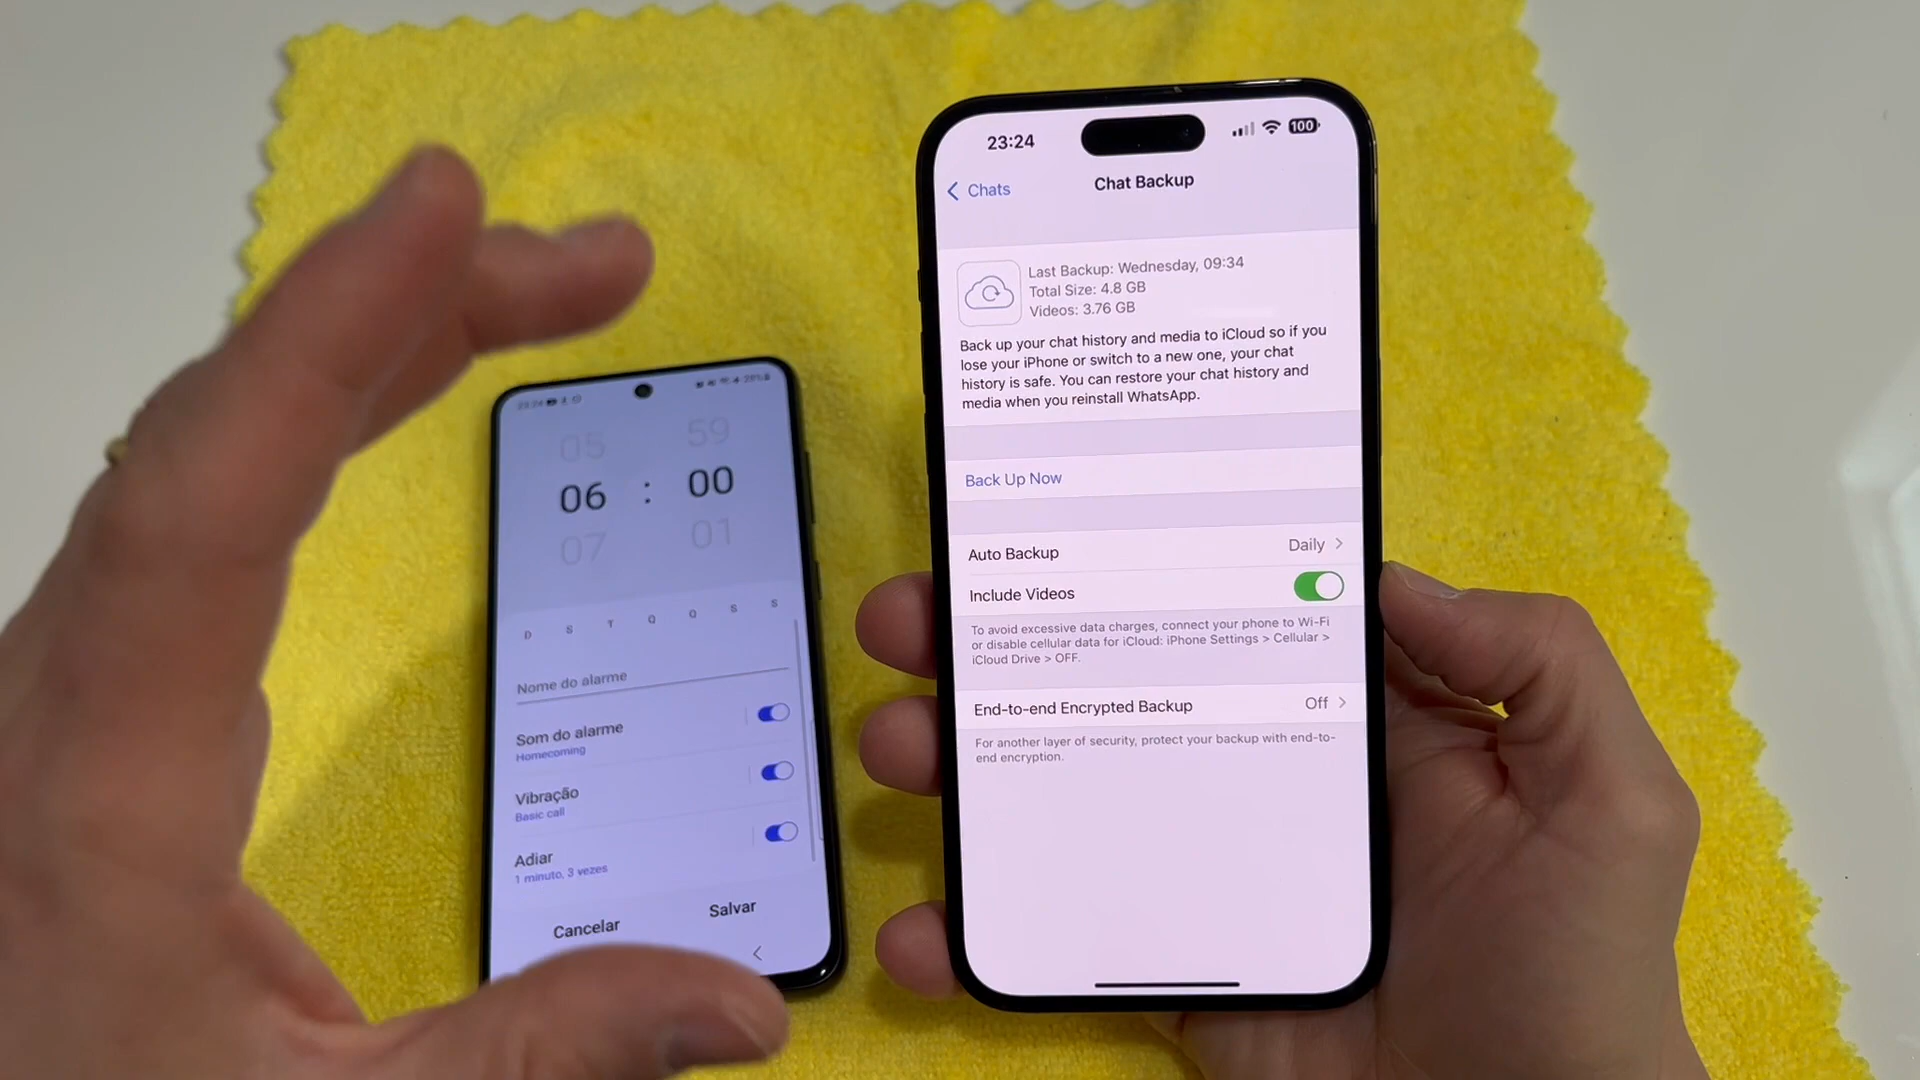 23:24
05 59
06 : 00
07 01
D S T Q Q S S
Nome do alarme
Som do alarme
Homecoming
Vibração
Basic call
Adiar
1 minuto, 3 vezes
Cancelar Salvar
23:24 100
Chats Chat Backup
Last Backup: Wednesday, 09:34
Total Size: 4.8 GB
Videos: 3.76 GB
Back up your chat history and media to iCloud so if you
lose your iPhone or switch to a new one, your chat
history is safe. You can restore your chat history and
media when you reinstall WhatsApp.
Back Up Now
Auto Backup Daily
Include Videos
To avoid excessive data charges, connect your phone to Wi-Fi
or disable cellular data for iCloud: iPhone Settings > Cellular >
iCloud Drive > OFF.
End-to-end Encrypted Backup Off
For another layer of security, protect your backup with end-to-
end encryption.